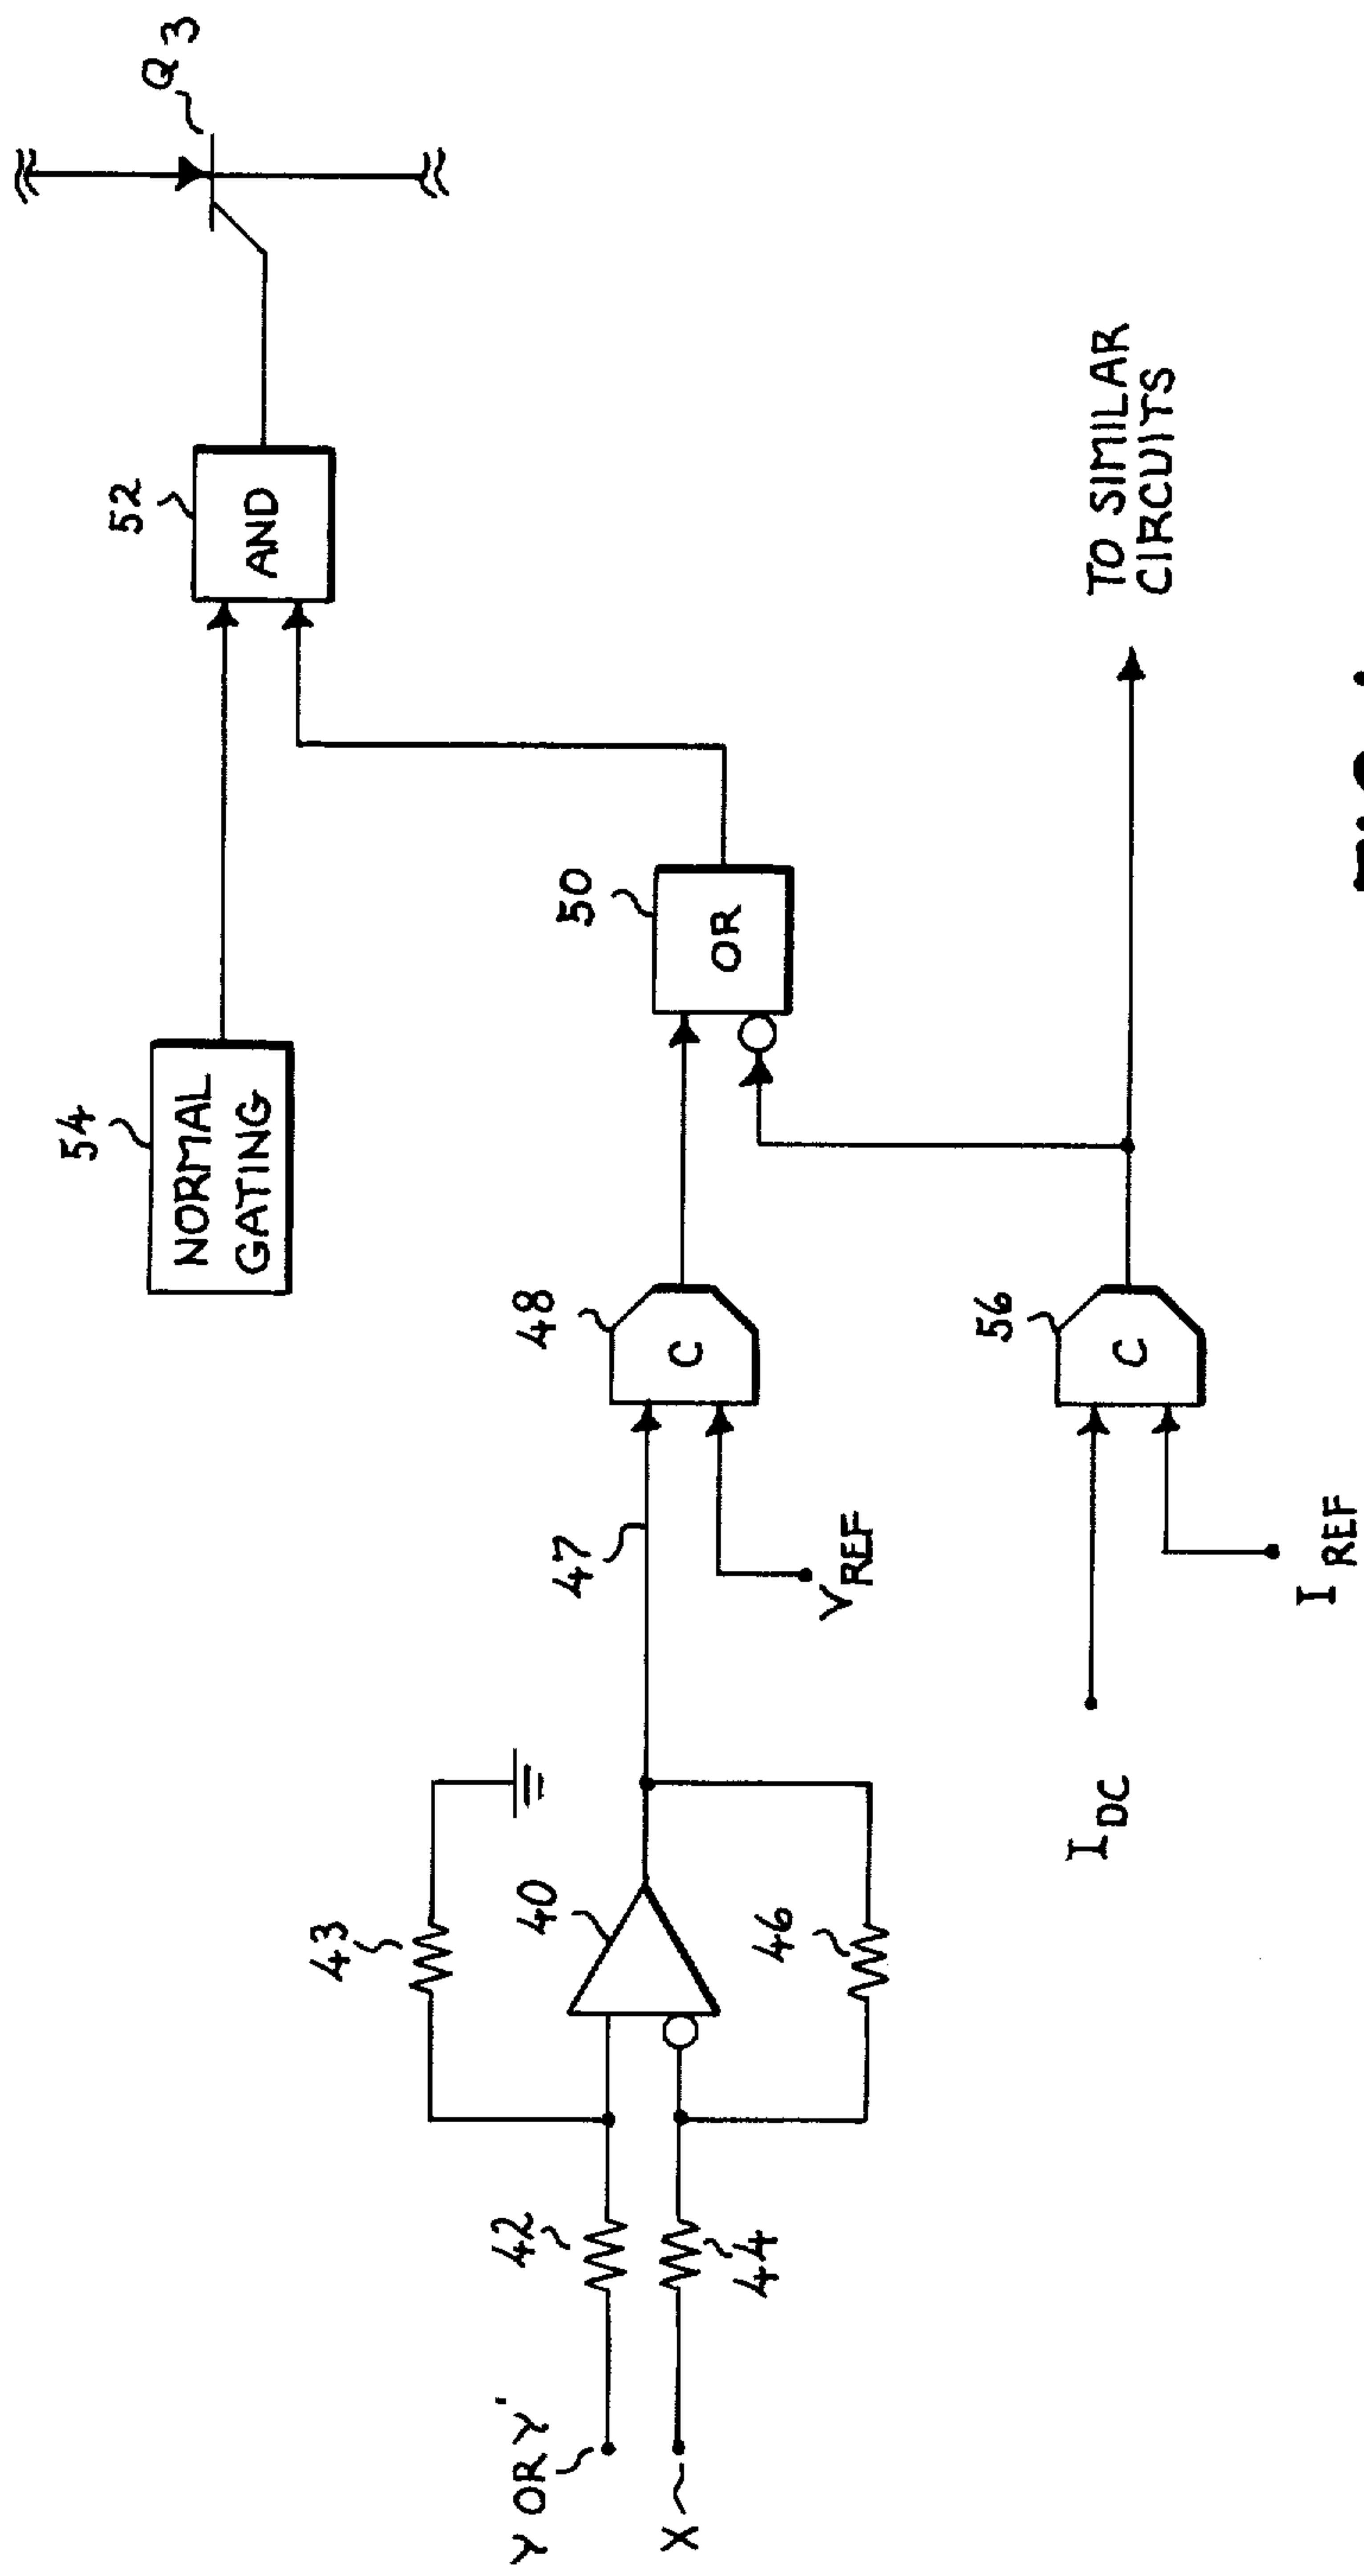 Q3
52
AND
54
NORMAL
GATING
43
50
OR
48
C
47
40
42
Y OR Y'
X
44
46
YREF
56
C
TO SIMILAR
CIRCUITS
IDC
IREF